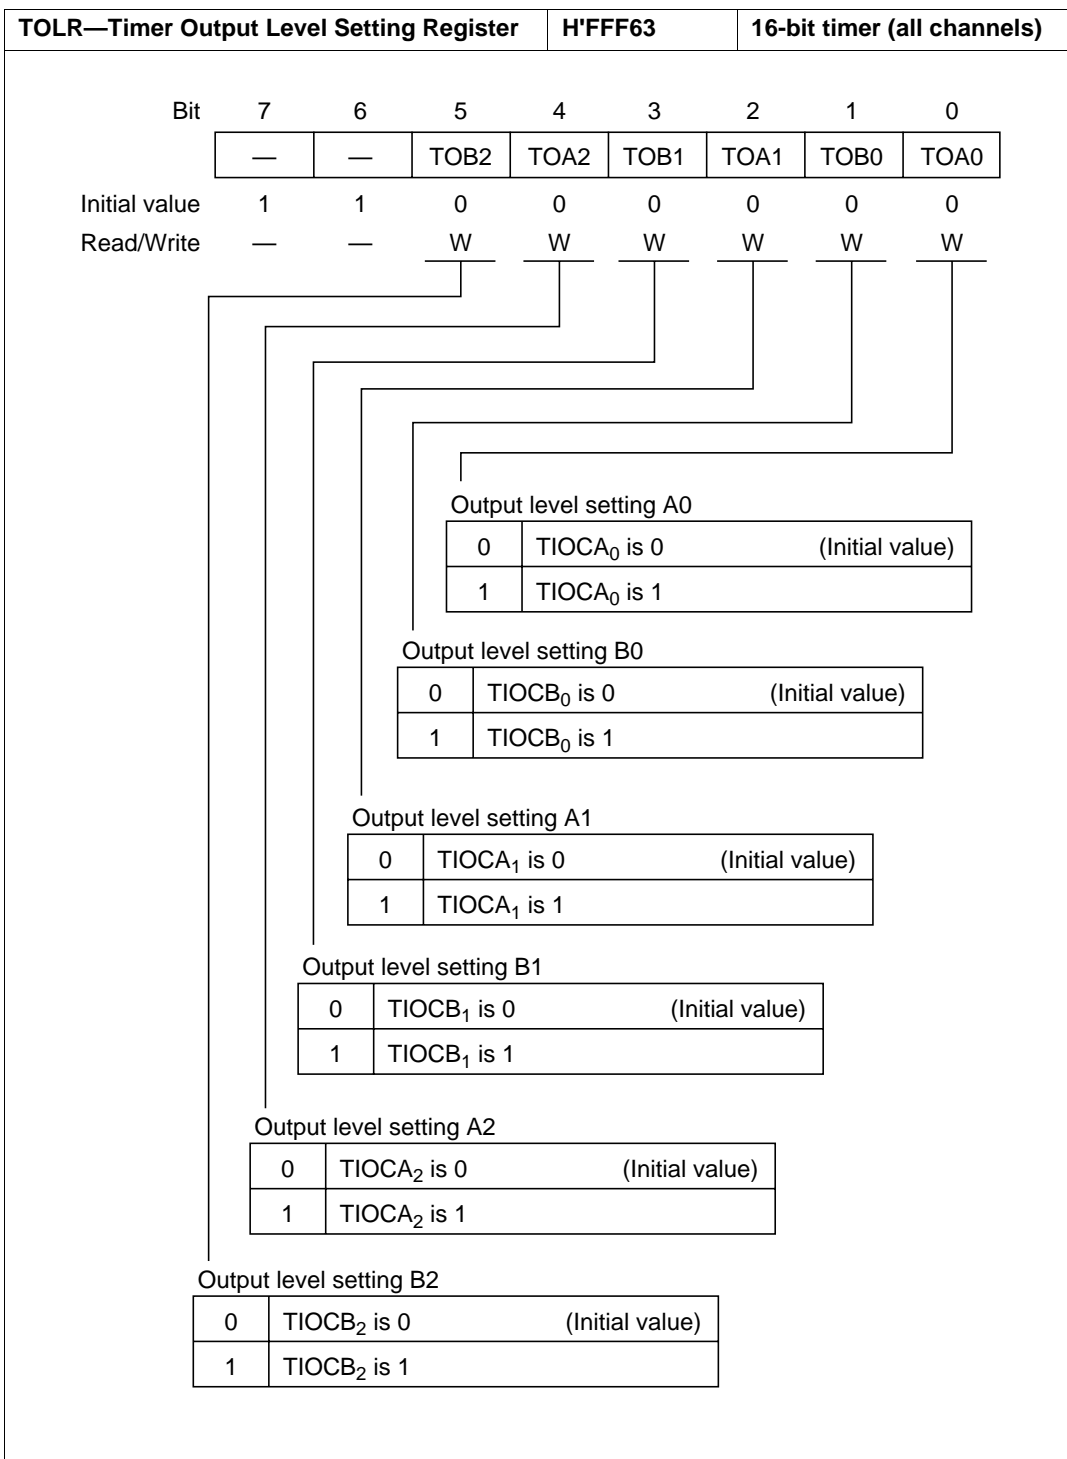 TOLR—Timer Output Level Setting Register H'FFF63 16-bit timer (all channels)
Bit 7 6 5 4 3 2 1 0
— — TOB2 TOA2 TOB1 TOA1 TOB0 TOA0
Initial value 1 1 0 0 0 0 0 0
Read/Write — — W W W W W W
Output level setting A0
0 TIOCA₀ is 0 (Initial value)
1 TIOCA₀ is 1
Output level setting B0
0 TIOCB₀ is 0 (Initial value)
1 TIOCB₀ is 1
Output level setting A1
0 TIOCA₁ is 0 (Initial value)
1 TIOCA₁ is 1
Output level setting B1
0 TIOCB₁ is 0 (Initial value)
1 TIOCB₁ is 1
Output level setting A2
0 TIOCA₂ is 0 (Initial value)
1 TIOCA₂ is 1
Output level setting B2
0 TIOCB₂ is 0 (Initial value)
1 TIOCB₂ is 1